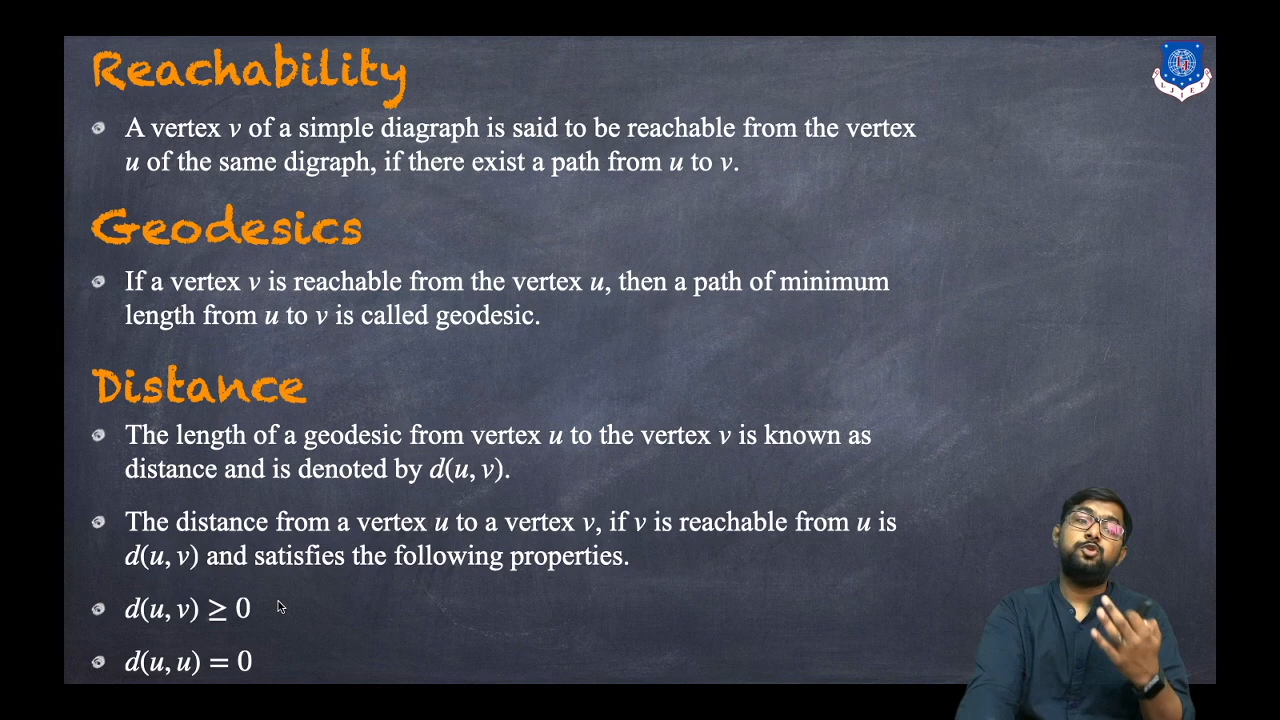 Reachability
A vertex v of a simple diagraph is said to be reachable from the vertex
u of the same digraph, if there exist a path from u to v.
Geodesics
If a vertex v is reachable from the vertex u, then a path of minimum
length from u to v is called geodesic.
Distance
The length of a geodesic from vertex u to the vertex v is known as
distance and is denoted by d(u, v).
The distance from a vertex u to a vertex v, if v is reachable from u is
d(u, v) and satisfies the following properties.
d(u, v) ≥ 0
d(u, u) = 0